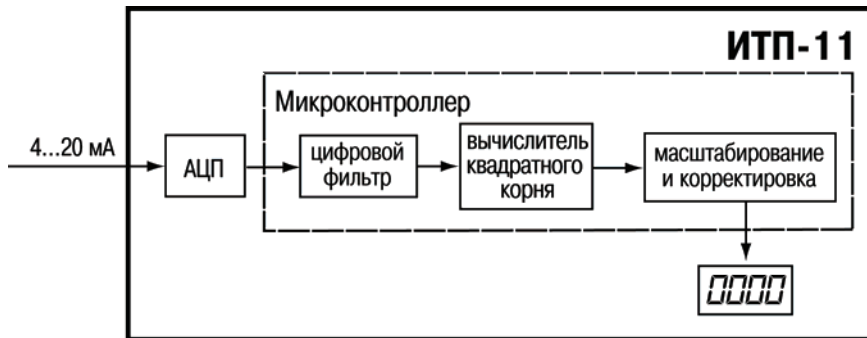 ИТП-11
Микроконтроллер
4...20 мА
АЦП
цифровой
фильтр
вычислитель
квадратного
корня
масштабирование
и корректировка
0000